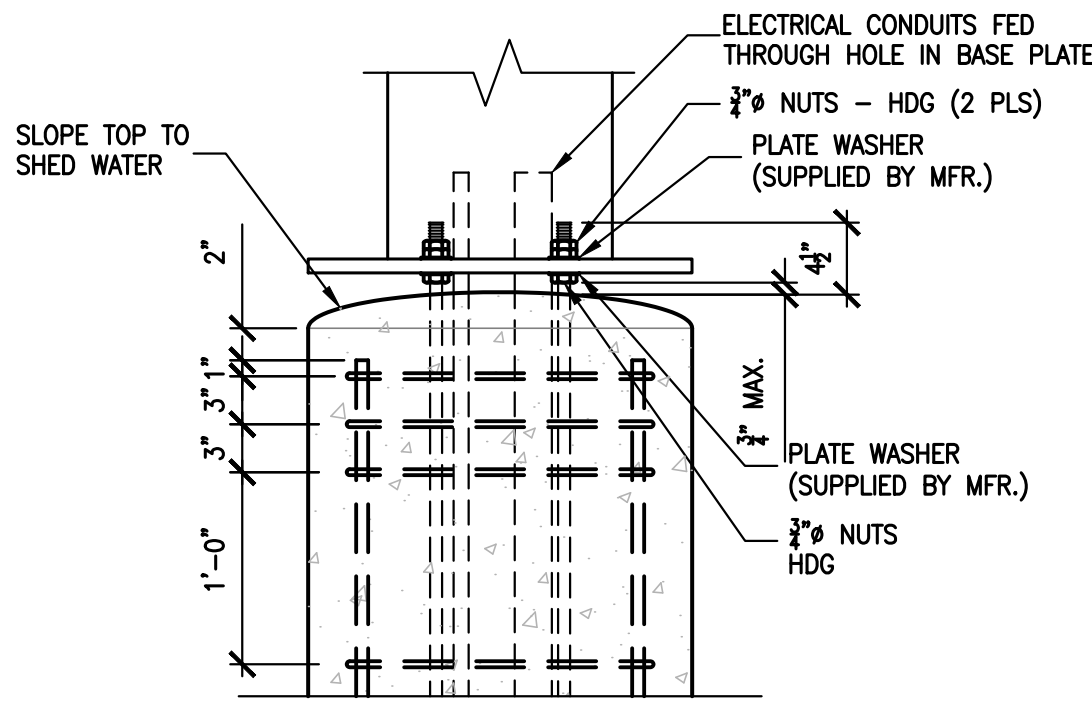 ELECTRICAL CONDUITS FED
THROUGH HOLE IN BASE PLATE
3/4"ø NUTS - HDG (2 PLS)
PLATE WASHER
(SUPPLIED BY MFR.)
SLOPE TOP TO
SHED WATER
2"
4 1/2"
1"
3"
3"
1'-0"
3/4" MAX.
PLATE WASHER
(SUPPLIED BY MFR.)
3/4"ø NUTS
HDG